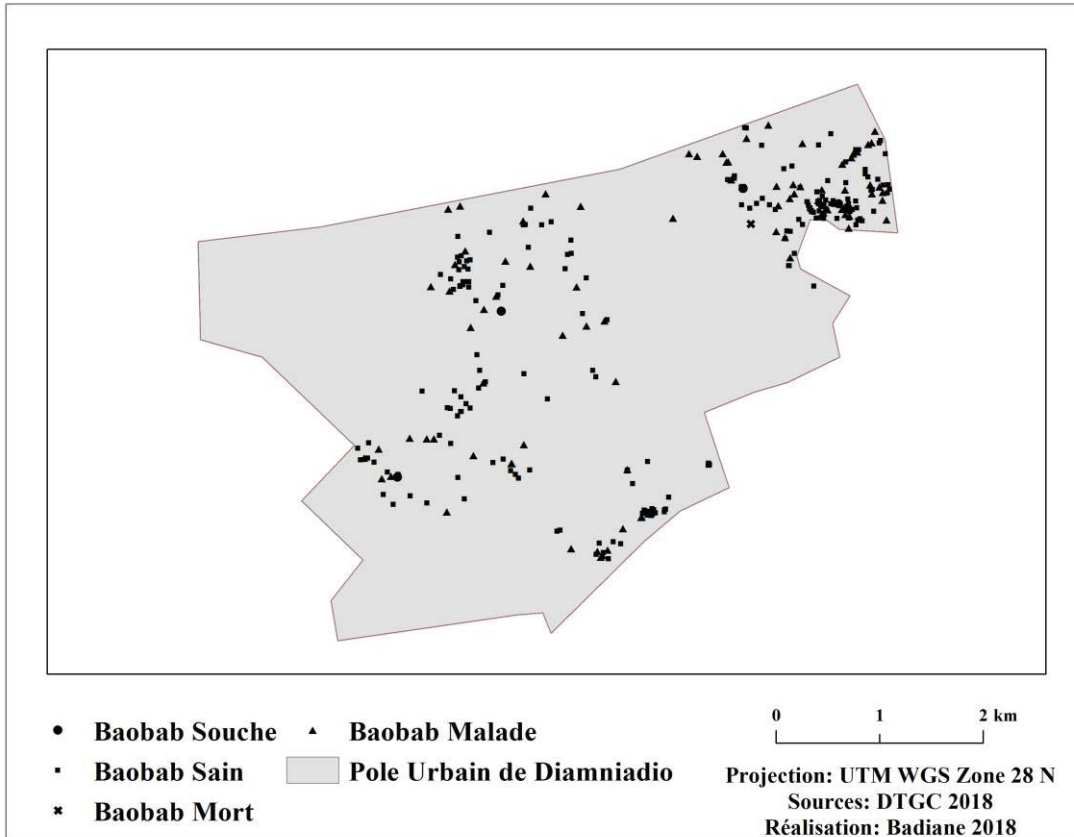 Baobab Souche
Baobab Malade
Baobab Sain
Pole Urbain de Diamniadio
Baobab Mort
0 1 2 km
Projection: UTM WGS Zone 28 N
Sources: DTGC 2018
Réalisation: Badiane 2018